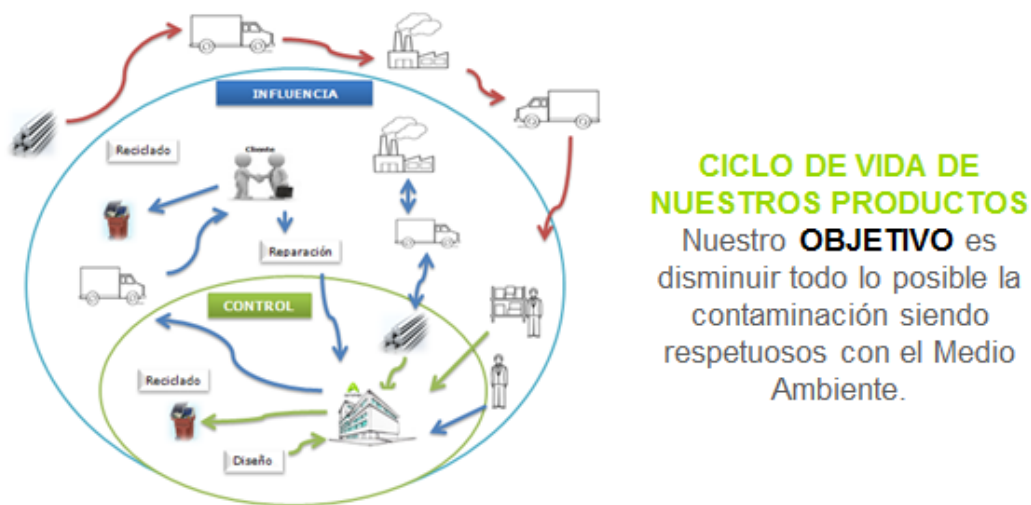 INFLUENCIA
Reciclado
Cliente
Reparación
CONTROL
Reciclado
Diseño
CICLO DE VIDA DE
NUESTROS PRODUCTOS
Nuestro OBJETIVO es
disminuir todo lo posible la
contaminación siendo
respetuosos con el Medio
Ambiente.